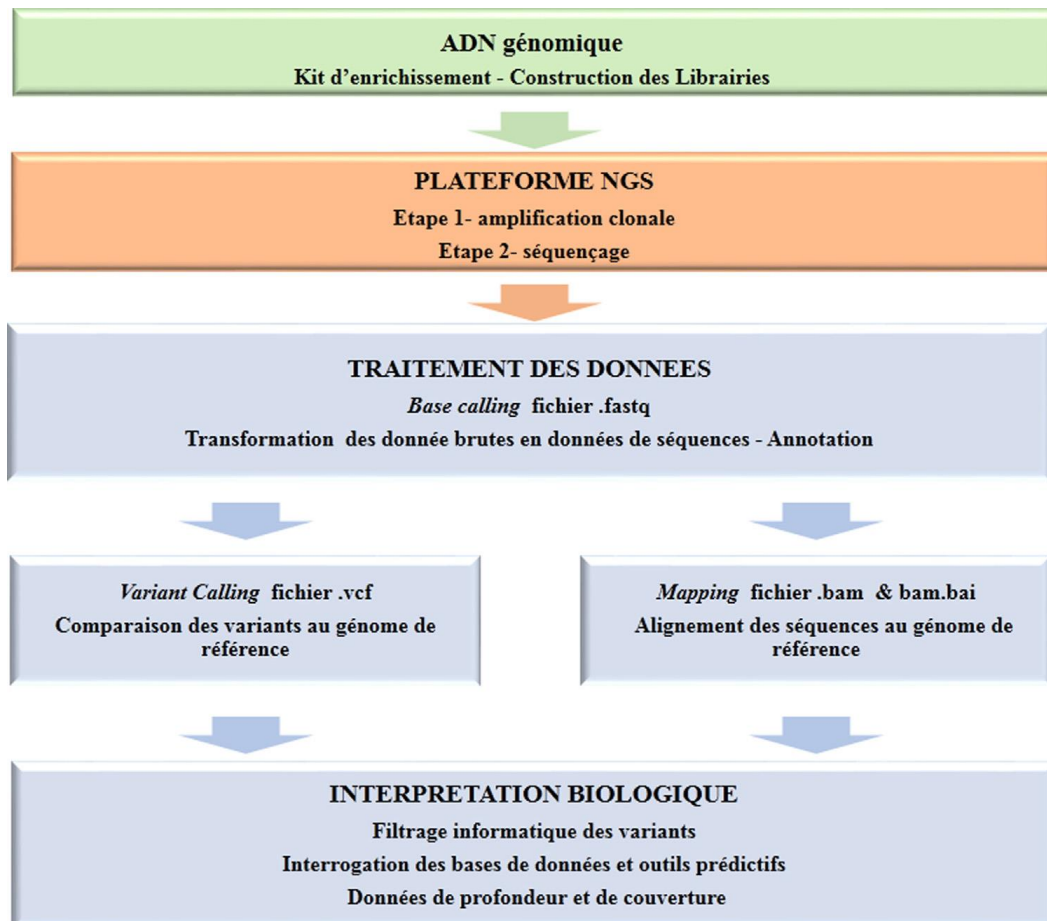 ADN génomique
Kit d'enrichissement - Construction des Librairies
PLATEFORME NGS
Etape 1- amplification clonale
Etape 2- séquençage
TRAITEMENT DES DONNEES
Base calling fichier .fastq
Transformation des donnée brutes en données de séquences - Annotation
Variant Calling fichier .vcf
Comparaison des variants au génome de
référence
Mapping fichier .bam & bam.bai
Alignement des séquences au génome de
référence
INTERPRETATION BIOLOGIQUE
Filtrage informatique des variants
Interrogation des bases de données et outils prédictifs
Données de profondeur et de couverture